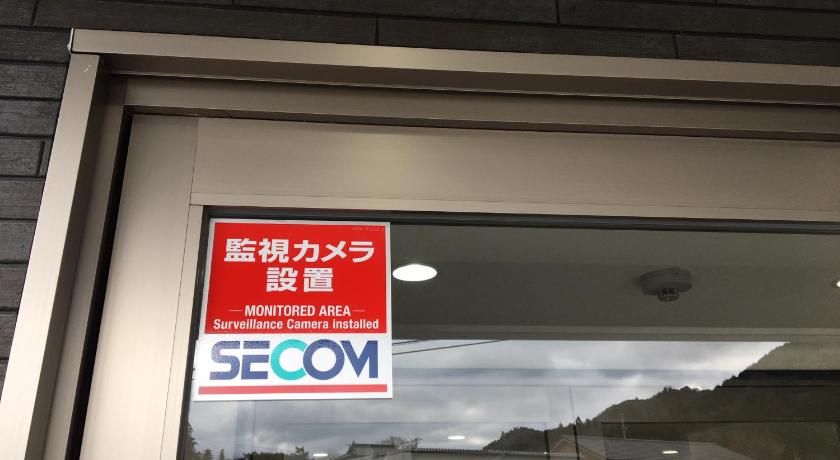 監視カメラ
設置
MONITORED AREA
Surveillance Camera installed
SECOM